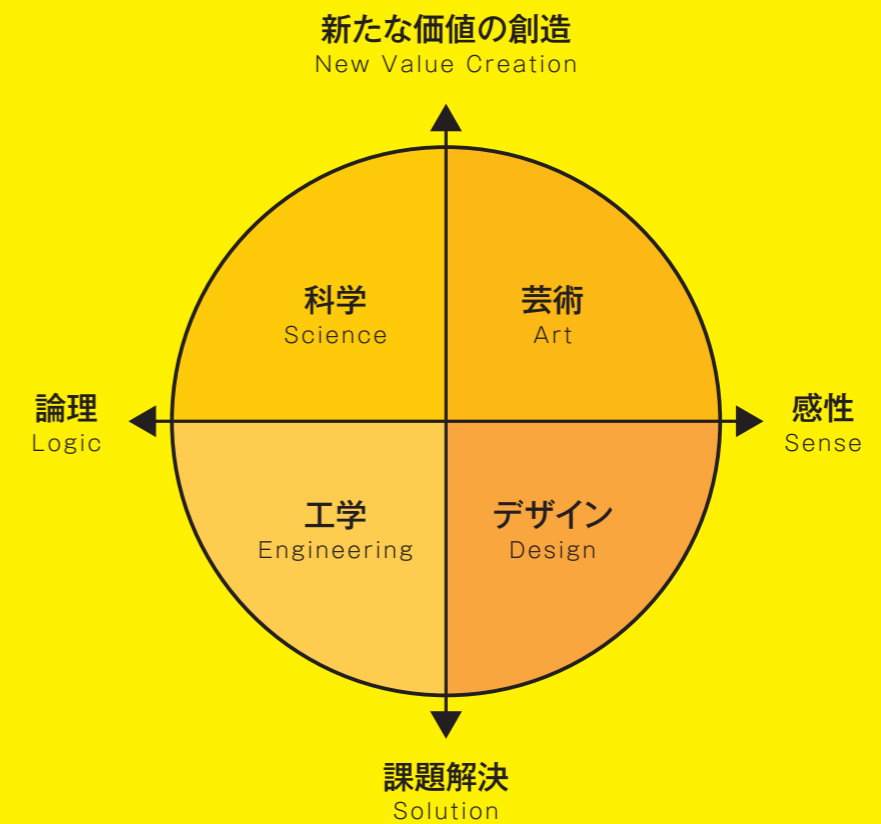 新たな価値の創造
New Value Creation
科学
Science
芸術
Art
論理
Logic
感性
Sense
工学
Engineering
デザイン
Design
課題解決
Solution